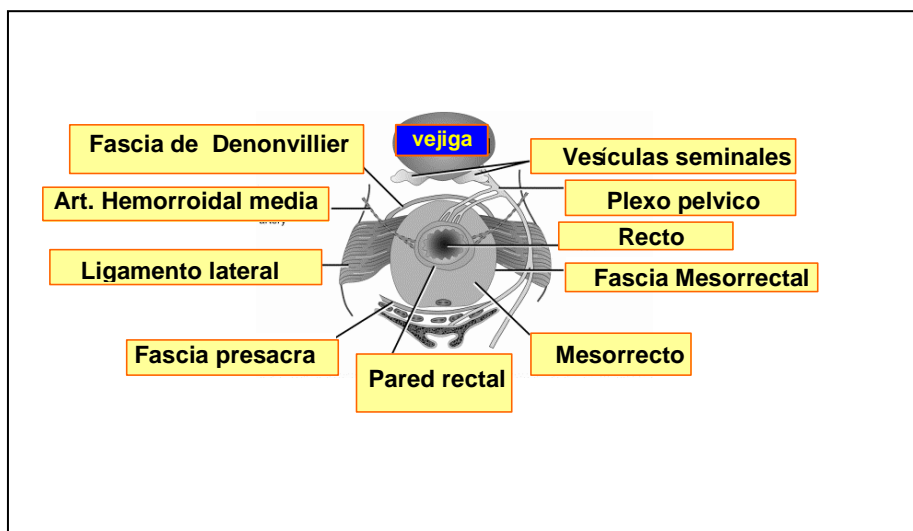 vejiga
Fascia de Denonvillier
Vesículas seminales
Art. Hemorroidal media
artery
Plexo pelvico
Recto
Ligamento lateral
Fascia Mesorrectal
Fascia presacra
Mesorrecto
Pared rectal